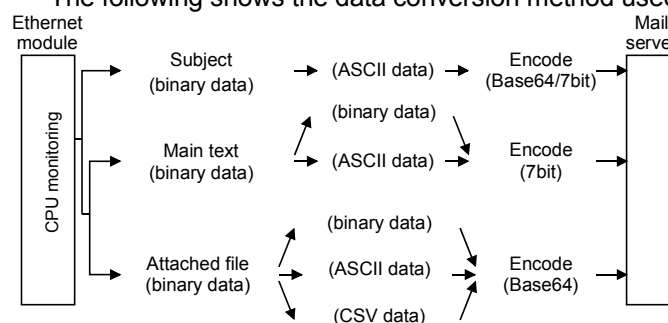 The following shows the data conversion method used
Ethernet module
Mail
serve
CPU monitoring
Subject
(binary data)
(ASCII data)
Encode
(Base64/7bit)
(binary data)
Main text
(binary data)
(ASCII data)
Encode
(7bit)
(binary data)
Attached file
(binary data)
(ASCII data)
Encode
(Base64)
(CSV data)